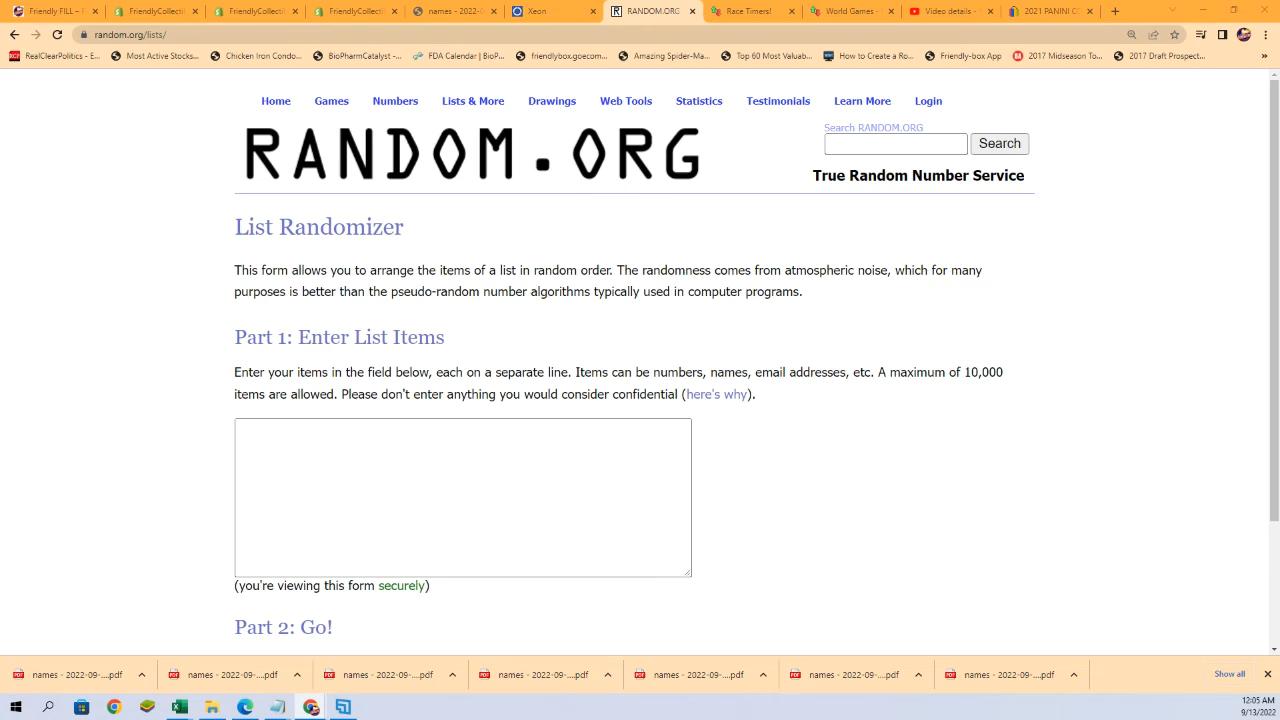 Friendly FILL –
FriendlyCollecti
FriendlyCollecti
FriendlyCollecti
names - 2022-
Xeon
RANDOM.ORG
Race Timers!
World Games -
Video details -
2021 PANINI CC
random.org/lists/
RealClearPolitics - E...
Most Active Stocks...
Chicken Iron Condo...
BioPharmCatalyst -...
FDA Calendar | BioP...
friendlybox.goecom...
Amazing Spider-Ma...
Top 60 Most Valuab...
How to Create a Ro...
Friendly-box App
2017 Midseason To...
2017 Draft Prospect...
»
Home Games Numbers Lists & More Drawings Web Tools Statistics Testimonials Learn More Login
RANDOM.ORG
Search RANDOM.ORG
Search
True Random Number Service
List Randomizer
This form allows you to arrange the items of a list in random order. The randomness comes from atmospheric noise, which for many
purposes is better than the pseudo-random number algorithms typically used in computer programs.
Part 1: Enter List Items
Enter your items in the field below, each on a separate line. Items can be numbers, names, email addresses, etc. A maximum of 10,000
items are allowed. Please don't enter anything you would consider confidential (here's why).
(you're viewing this form securely)
Part 2: Go!
names - 2022-09-....pdf
names - 2022-09-....pdf
names - 2022-09-....pdf
names - 2022-09-....pdf
names - 2022-09-....pdf
names - 2022-09-....pdf
names - 2022-09-....pdf
Show all
12:05 AM
9/13/2022